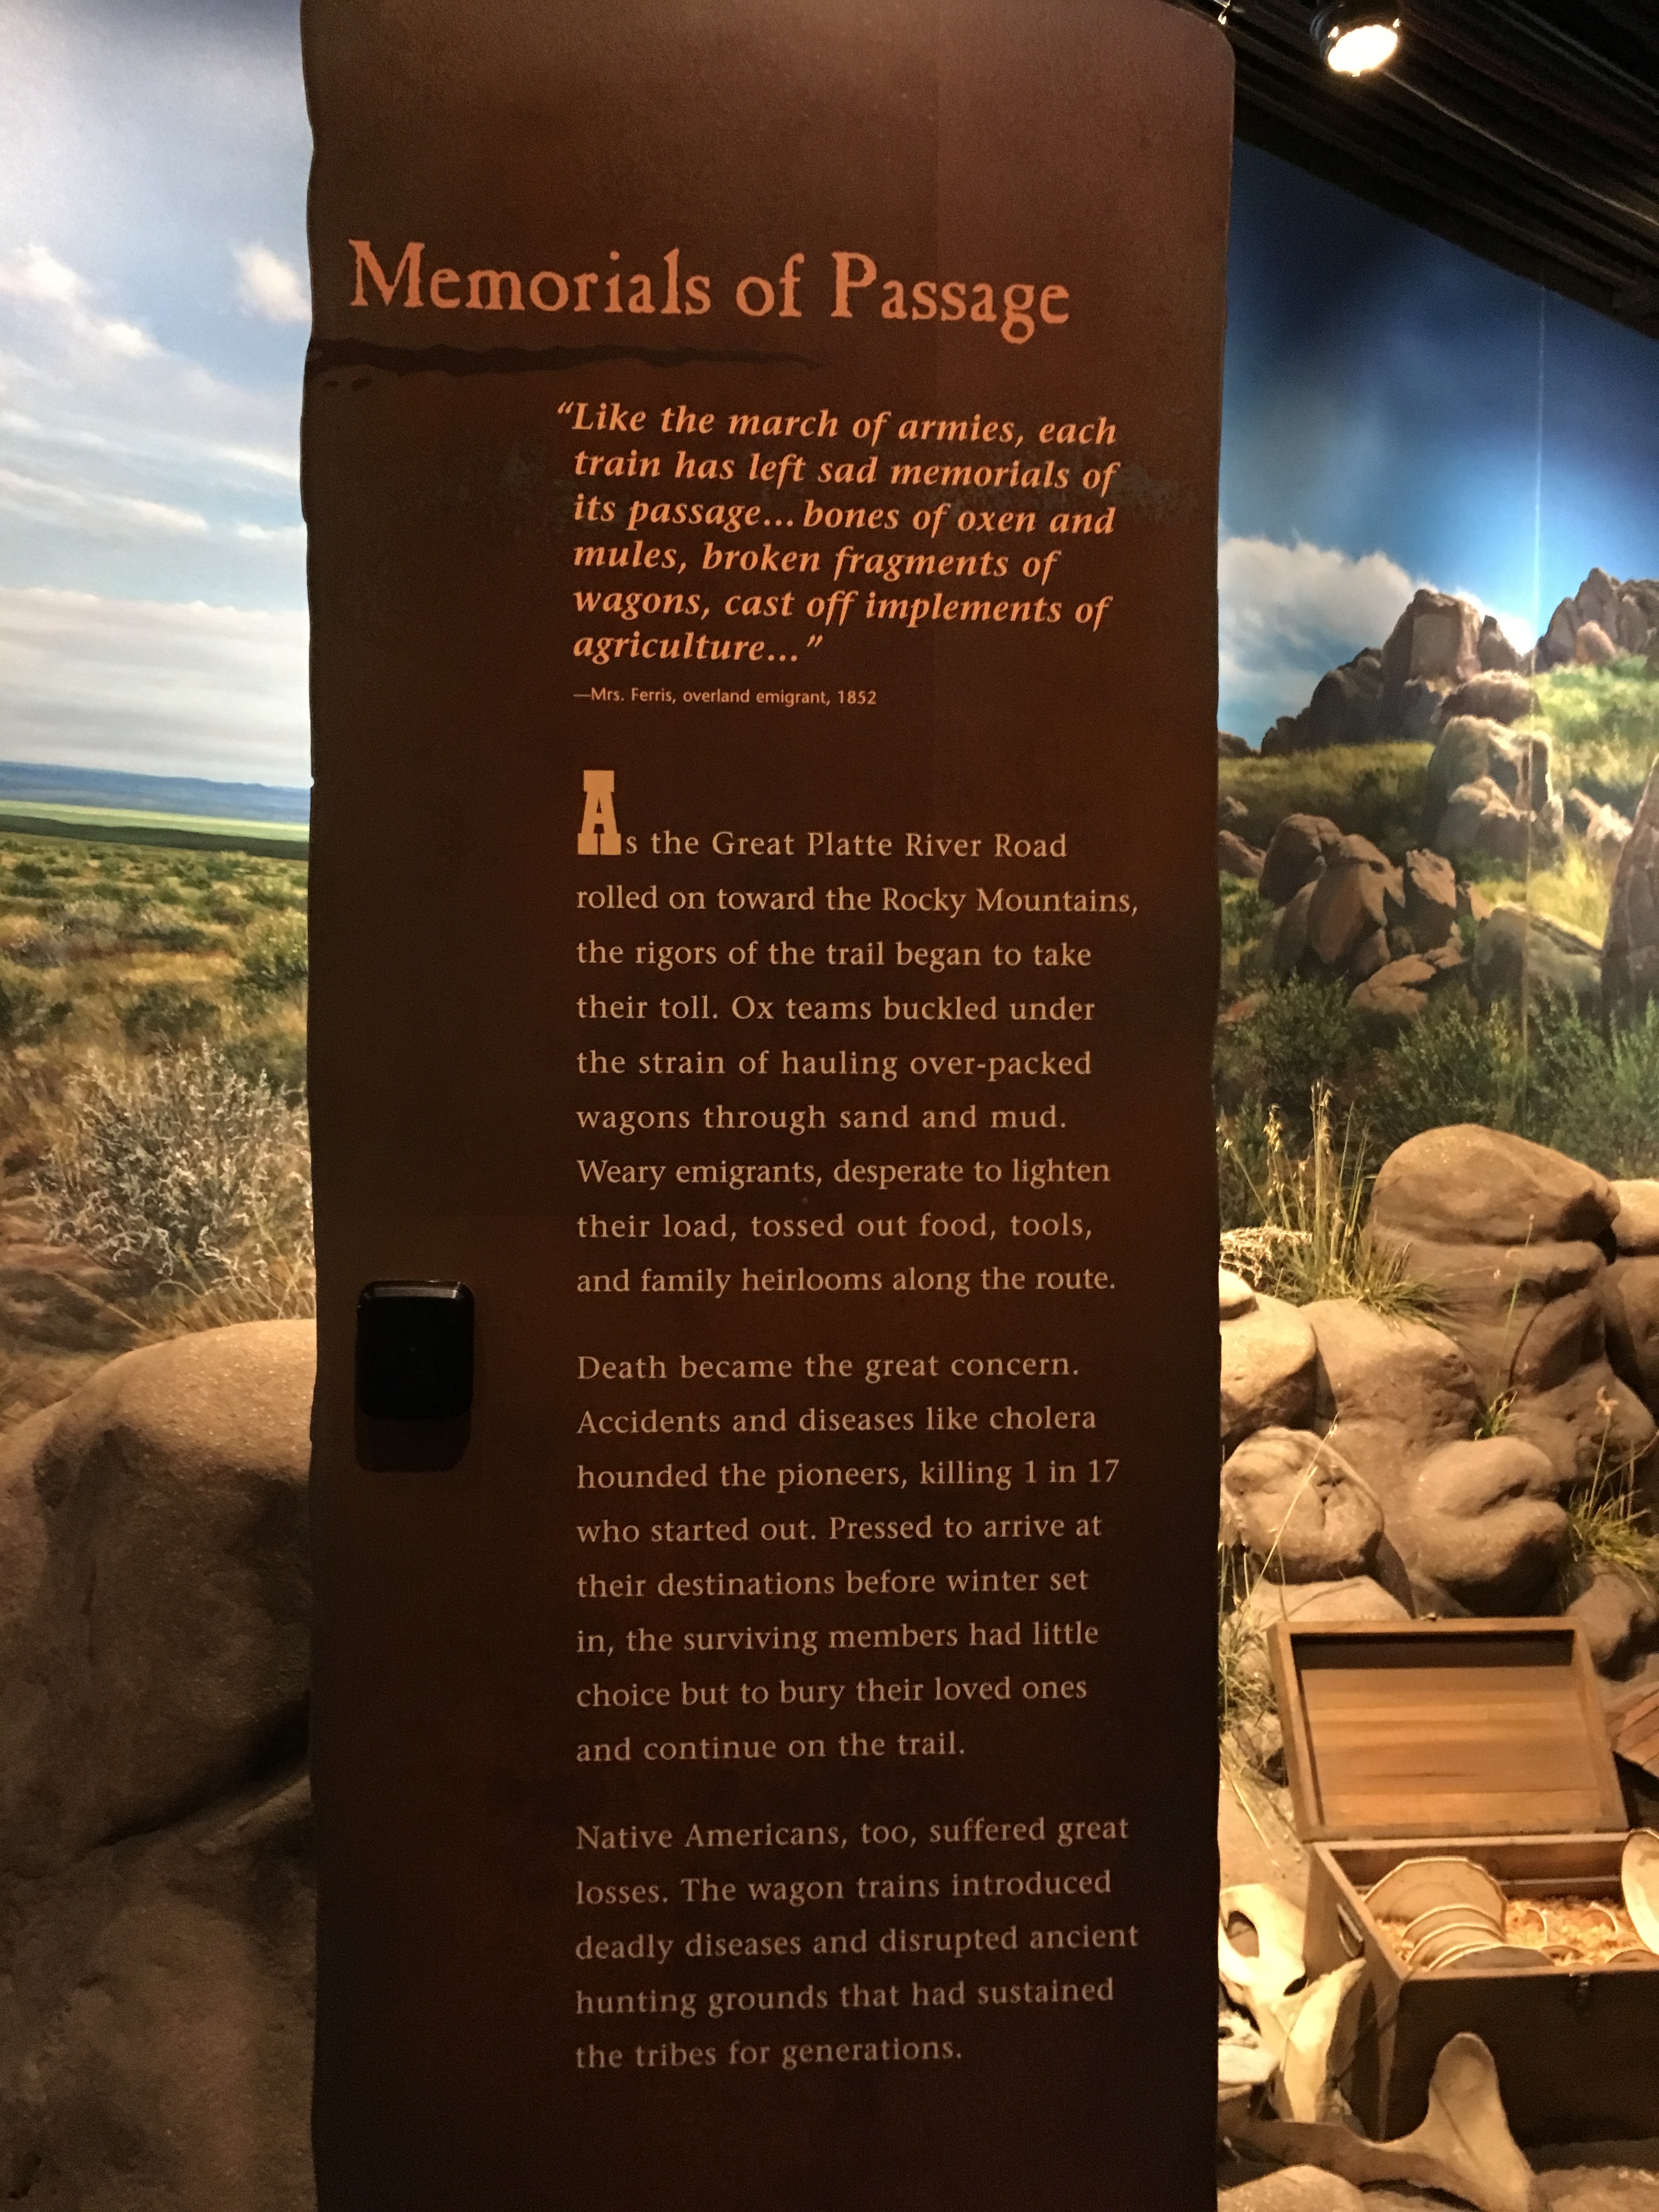 Memorials of Passage
“Like the march of armies, each
train has left sad memorials of
its passage... bones of oxen and
mules, broken fragments of
wagons, cast off implements of
agriculture...”
—Mrs. Ferris, overland emigrant, 1852
As the Great Platte River Road
rolled on toward the Rocky Mountains,
the rigors of the trail began to take
their toll. Ox teams buckled under
the strain of hauling over-packed
wagons through sand and mud.
Weary emigrants, desperate to lighten
their load, tossed out food, tools,
and family heirlooms along the route.
Death became the great concern.
Accidents and diseases like cholera
hounded the pioneers, killing 1 in 17
who started out. Pressed to arrive at
their destinations before winter set
in, the surviving members had little
choice but to bury their loved ones
and continue on the trail.
Native Americans, too, suffered great
losses. The wagon trains introduced
deadly diseases and disrupted ancient
hunting grounds that had sustained
the tribes for generations.